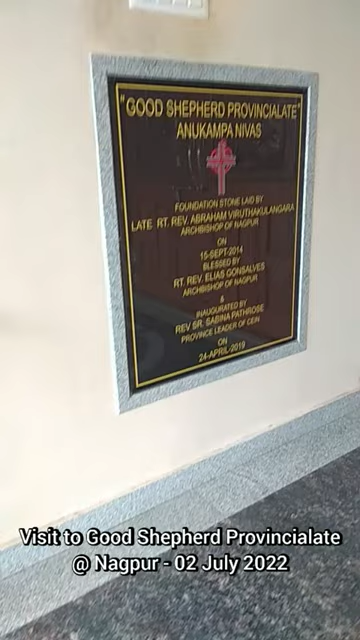 "GOOD SHEPHERD PROVINCIALATE"
ANUKAMPA NIVAS
FOUNDATION STONE LAID BY
LATE RT. REV. ABRAHAM VIRUTHAKULANGARA
ARCHBISHOP OF NAGPUR
ON
15-SEPT-2014
BLESSED BY
RT. REV. ELIAS GONSALVES
ARCHBISHOP OF NAGPUR
&
INAUGURATED BY
REV SR. SABINA PATHROSE
PROVINCE LEADER OF CEIN
ON
24-APRIL-2019
Visit to Good Shepherd Provincialate
@ Nagpur - 02 July 2022